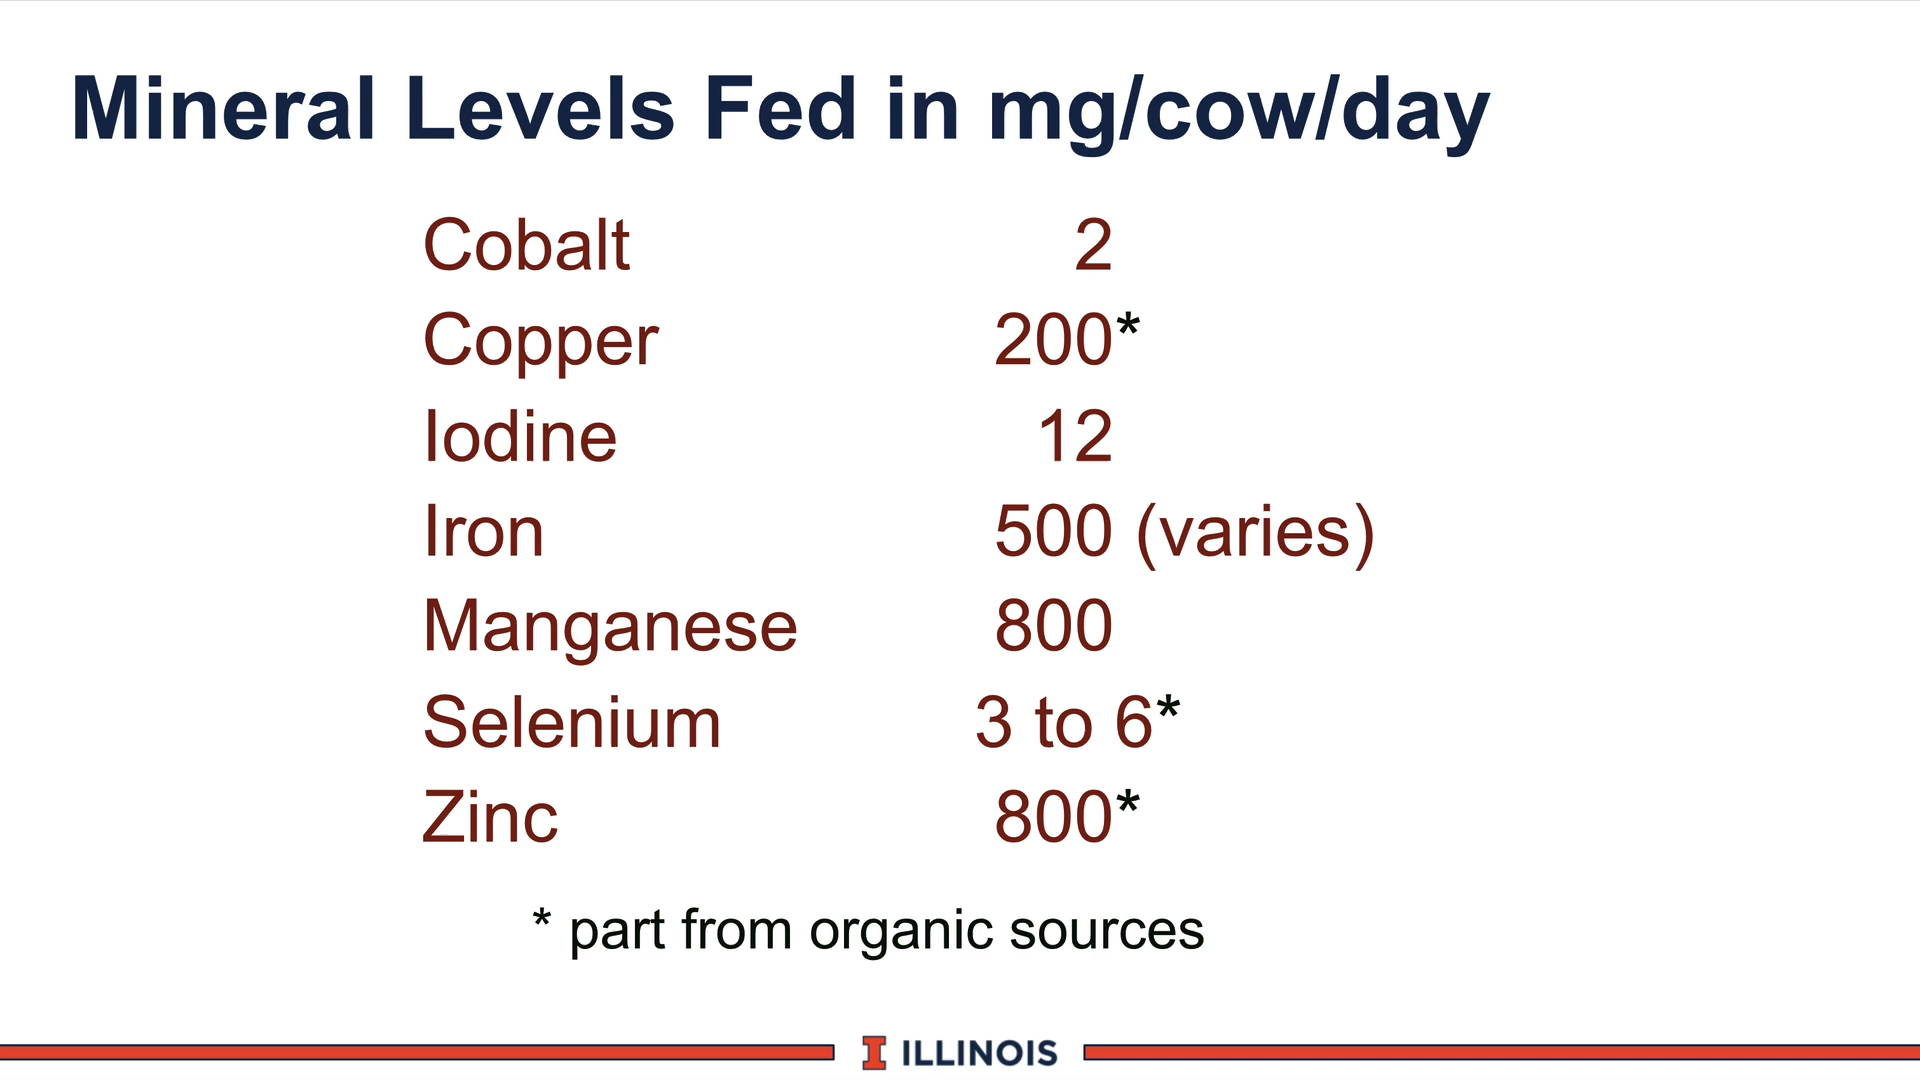 Mineral Levels Fed in mg/cow/day
Cobalt 2
Copper 200*
Iodine 12
Iron 500 (varies)
Manganese 800
Selenium 3 to 6*
Zinc 800*
* part from organic sources
I ILLINOIS